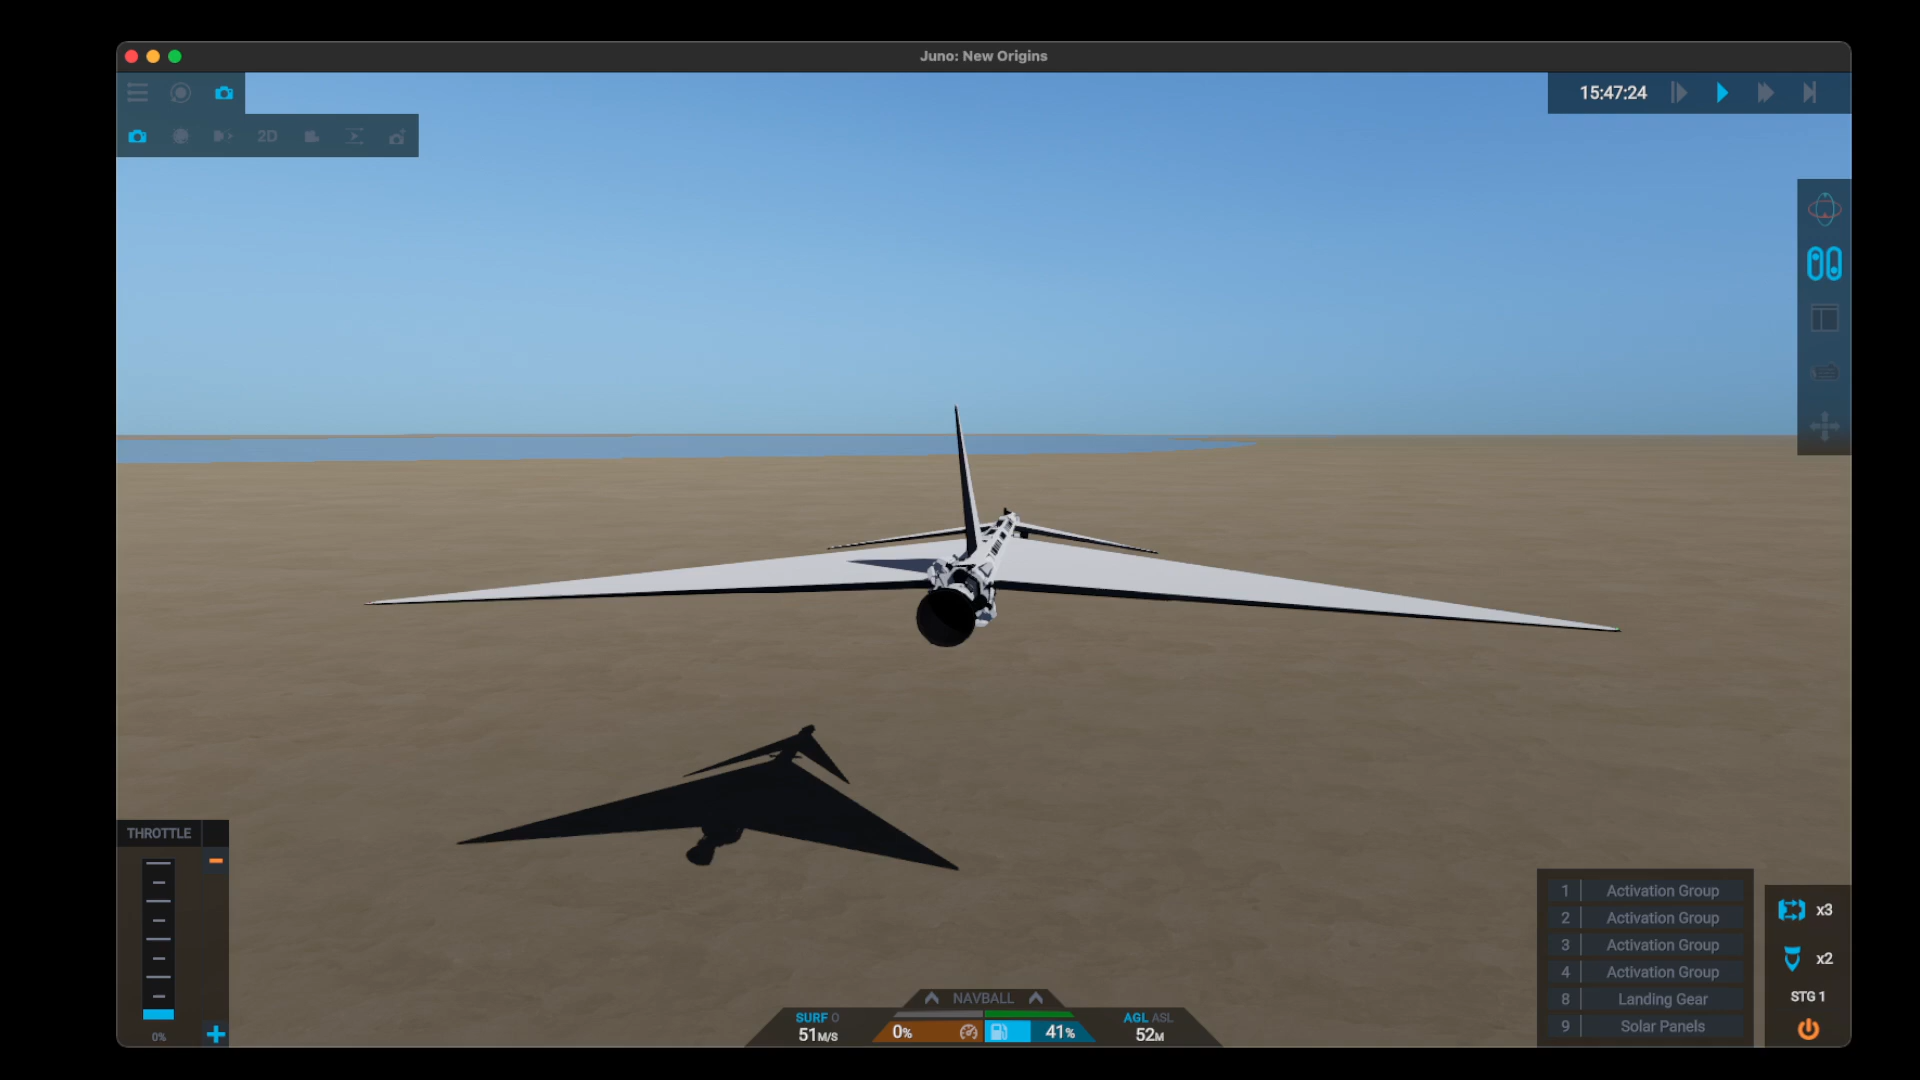 Juno: New Origins
15:47:24
2D
THROTTLE
0%
NAVBALL
SURF O
51M/S
0%
41%
AGL ASL
52M
1 Activation Group
2 Activation Group
3 Activation Group
4 Activation Group
8 Landing Gear
9 Solar Panels
x3
x2
STG 1